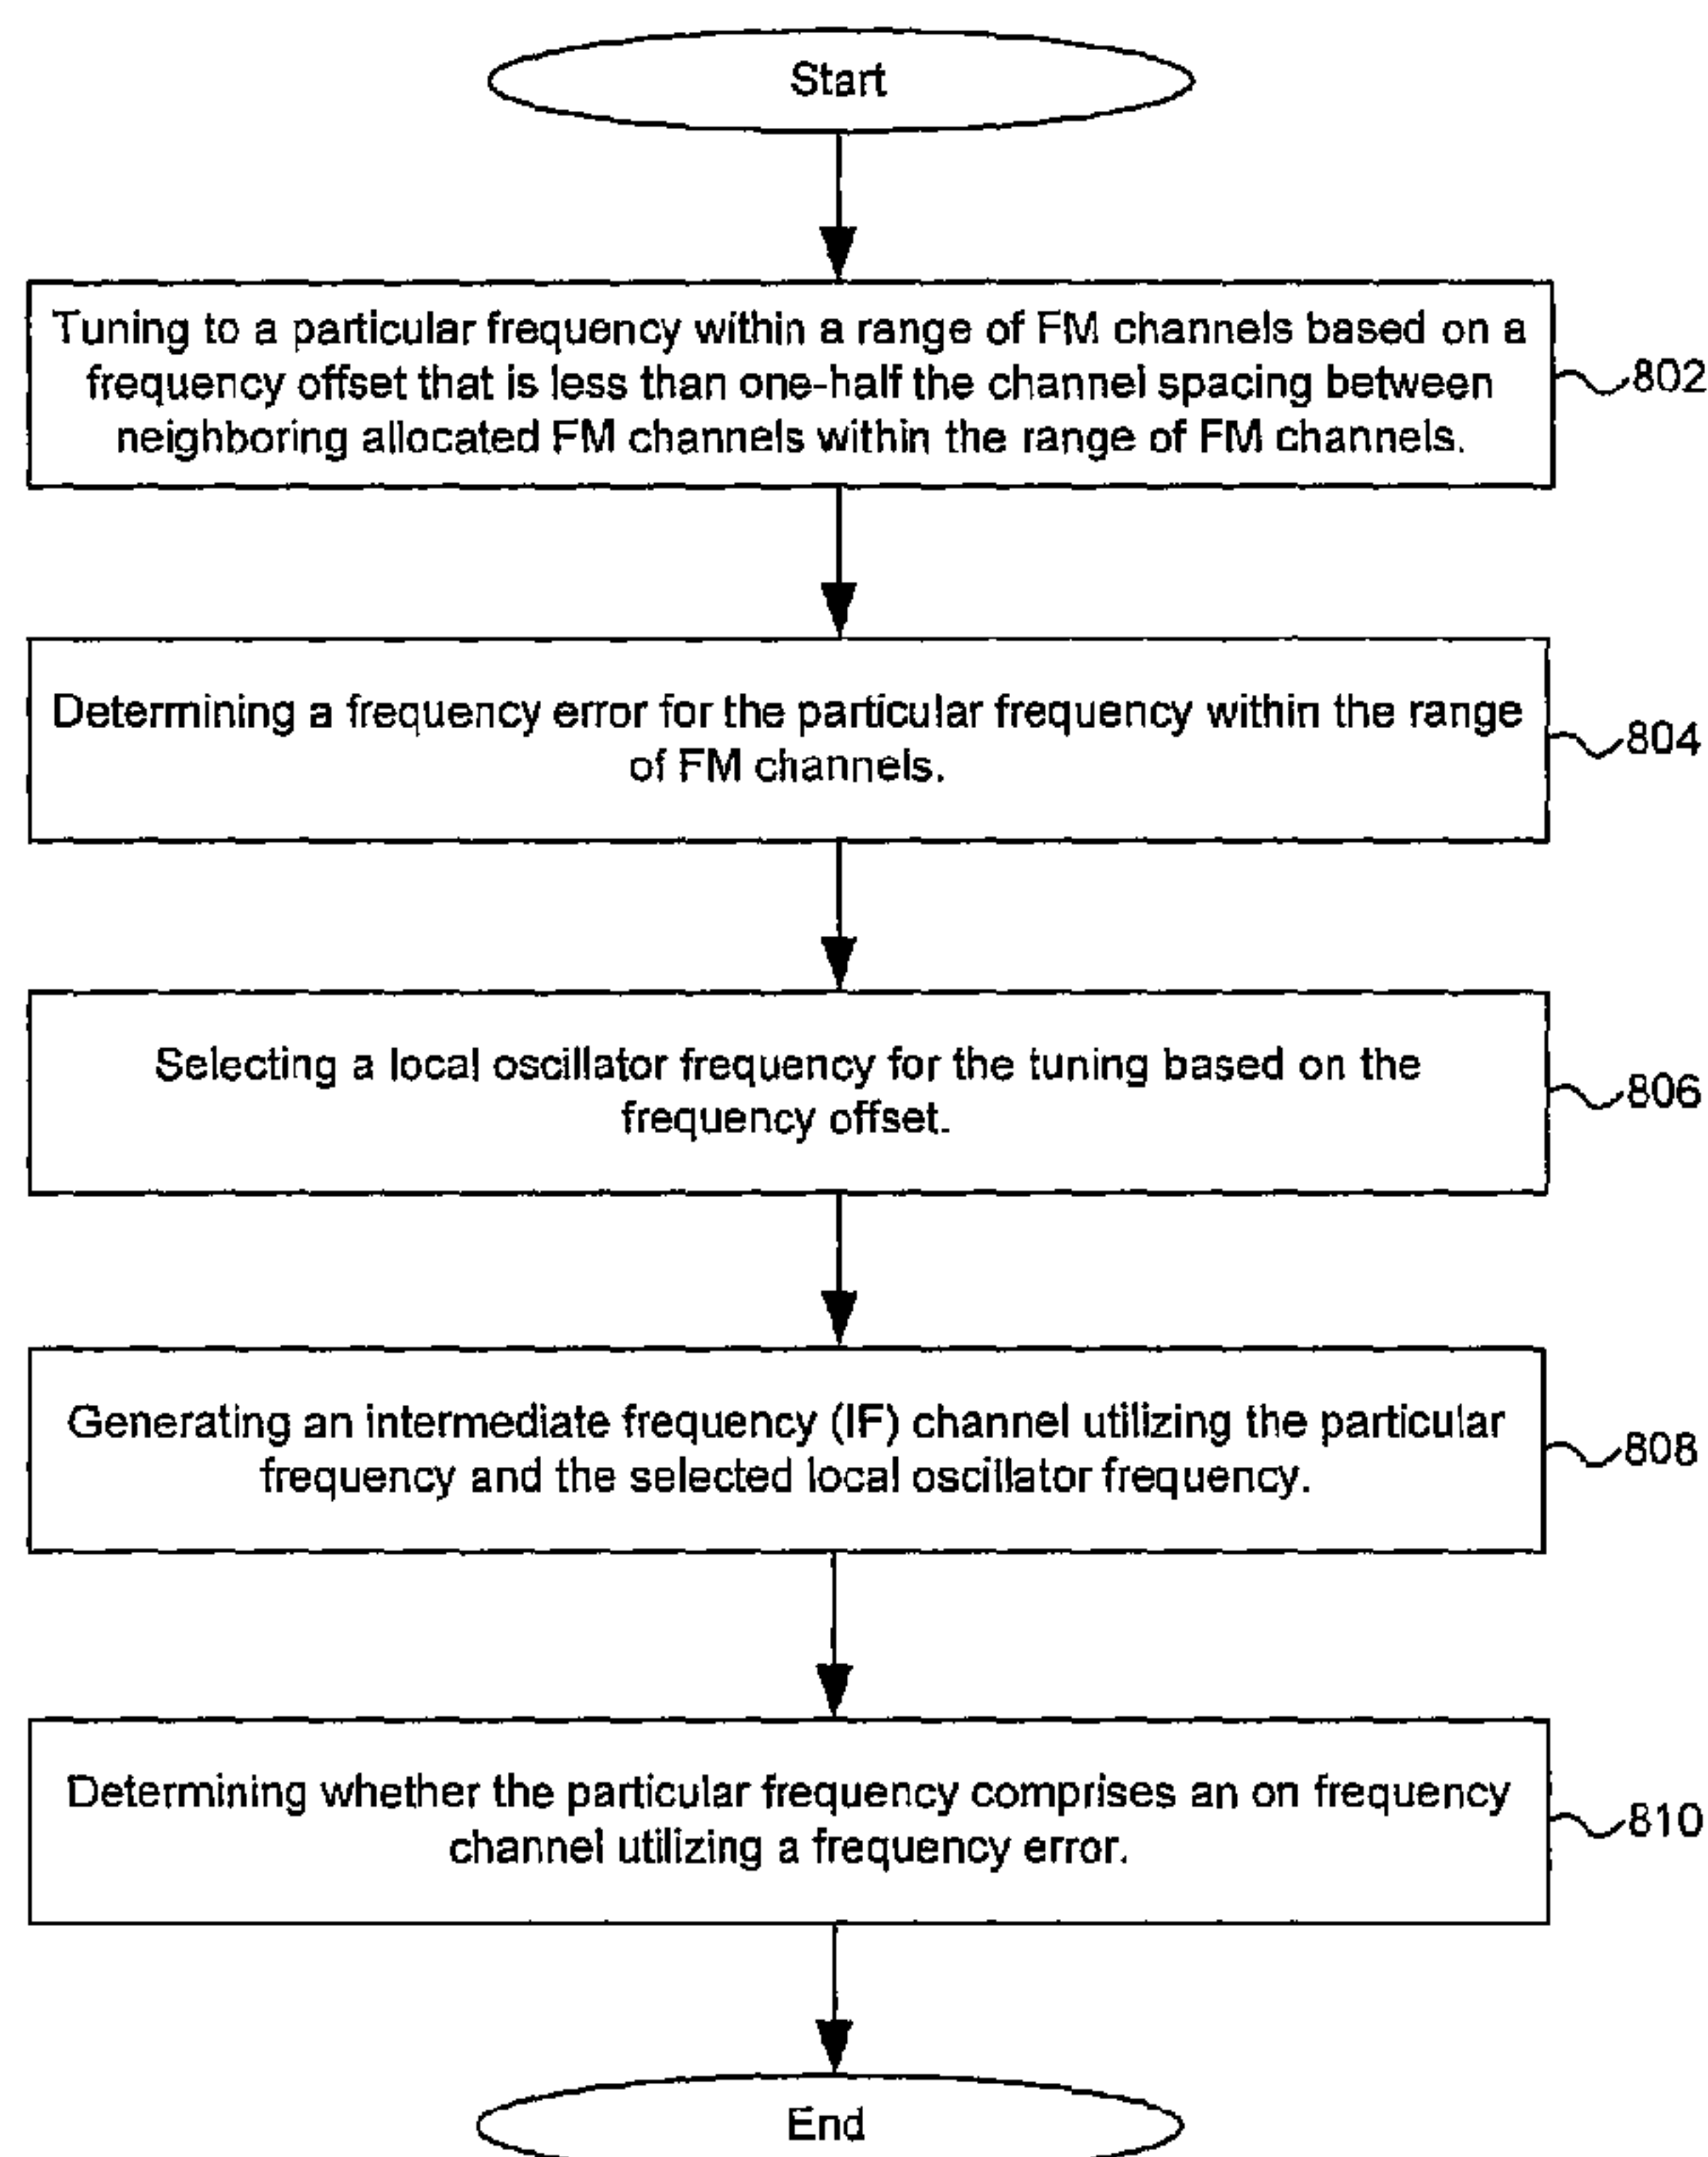 Start
Tuning to a particular frequency within a range of FM channels based on a
frequency offset that is less than one-half the channel spacing between
neighboring allocated FM channels within the range of FM channels.
802
Determining a frequency error for the particular frequency within the range
of FM channels.
804
Selecting a local oscillator frequency for the tuning based on the
frequency offset.
806
Generating an intermediate frequency (IF) channel utilizing the particular
frequency and the selected local oscillator frequency.
808
Determining whether the particular frequency comprises an on frequency
channel utilizing a frequency error.
810
End